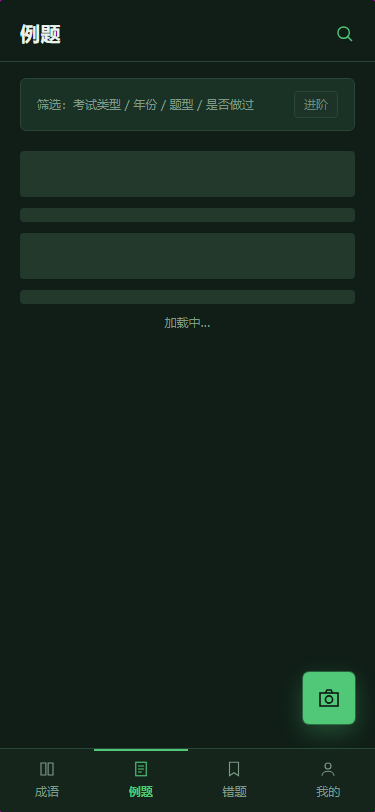 例题
筛选: 考试类型 / 年份 / 题型 / 是否做过
进阶
加载中...
成语
例题
错题
我的